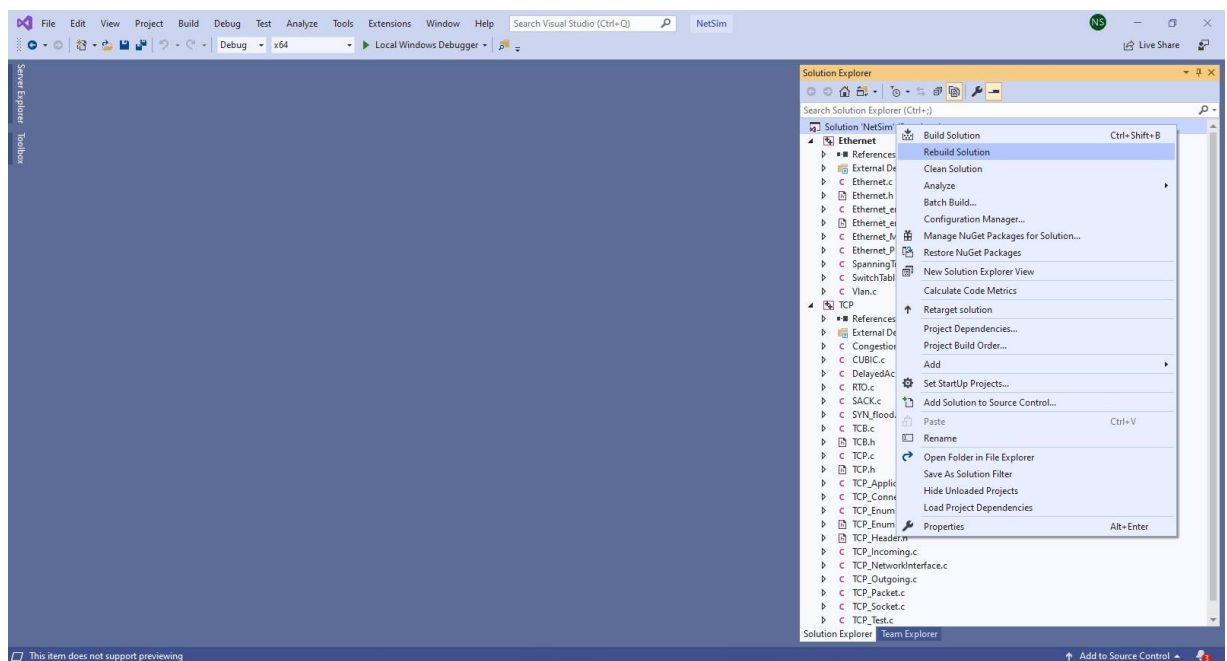 File Edit View Project Build Debug Test Analyze Tools Extensions Window Help Search Visual Studio (Ctrl+Q) NetSim NS
Debug x64 Local Windows Debugger Live Share
Server Explorer
Toolbox
Solution Explorer
Search Solution Explorer (Ctrl+;)
Solution 'NetSim'
Ethernet
References
External De
Ethernet.c
Ethernet.h
Ethernet_e
Ethernet_e
Ethernet_M
Ethernet_P
SpanningT
SwitchTabl
Vlan.c
TCP
References
External De
Congestion
CUBIC.c
DelayedAc
RTO.c
SACK.c
SYN_flood.
TCB.c
TCB.h
TCP.c
TCP.h
TCP_Applic
TCP_Conne
TCP_Enum
TCP_Enum
TCP_Header.h
TCP_Incoming.c
TCP_NetworkInterface.c
TCP_Outgoing.c
TCP_Packet.c
TCP_Socket.c
TCP_Test.c
Build Solution Ctrl+Shift+B
Rebuild Solution
Clean Solution
Analyze
Batch Build...
Configuration Manager...
Manage NuGet Packages for Solution...
Restore NuGet Packages
New Solution Explorer View
Calculate Code Metrics
Retarget solution
Project Dependencies...
Project Build Order...
Add
Set StartUp Projects...
Add Solution to Source Control...
Paste Ctrl+V
Rename
Open Folder in File Explorer
Save As Solution Filter
Hide Unloaded Projects
Load Project Dependencies
Properties Alt+Enter
Solution Explorer Team Explorer
This item does not support previewing Add to Source Control